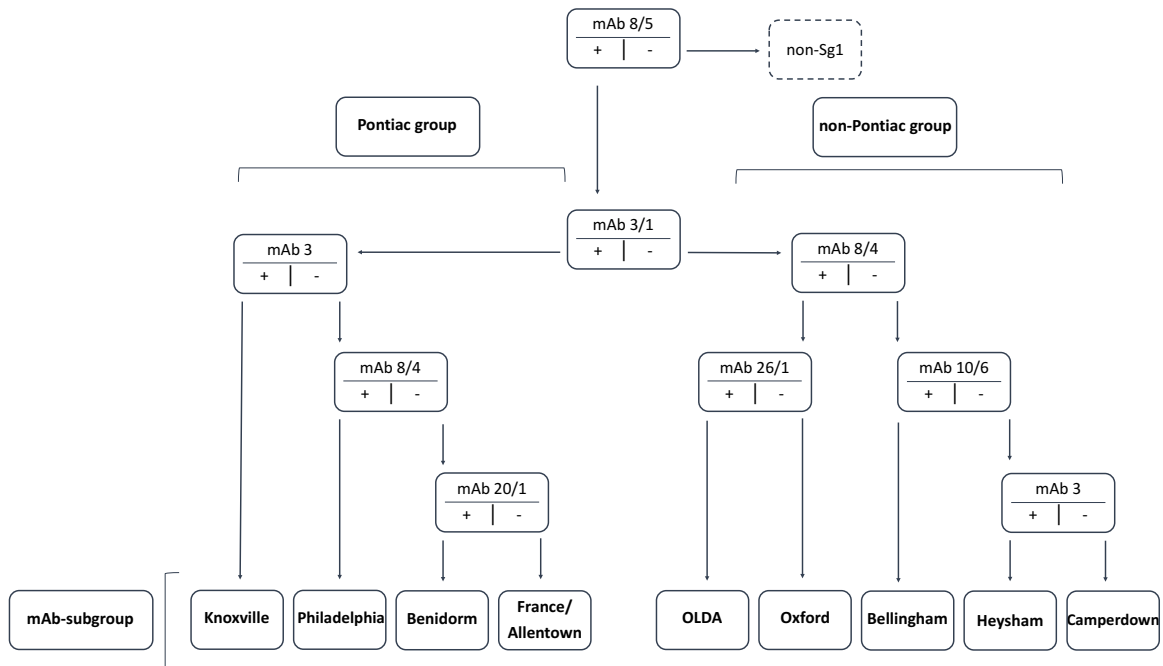 mAb 8/5
+ -
non-Sg1
Pontiac group
non-Pontiac group
mAb 3/1
+ -
mAb 3
+ -
mAb 8/4
+ -
mAb 8/4
+ -
mAb 26/1
+ -
mAb 10/6
+ -
mAb 20/1
+ -
mAb 3
+ -
mAb-subgroup
Knoxville
Philadelphia
Benidorm
France/
Allentown
OLDA
Oxford
Bellingham
Heysham
Camperdown